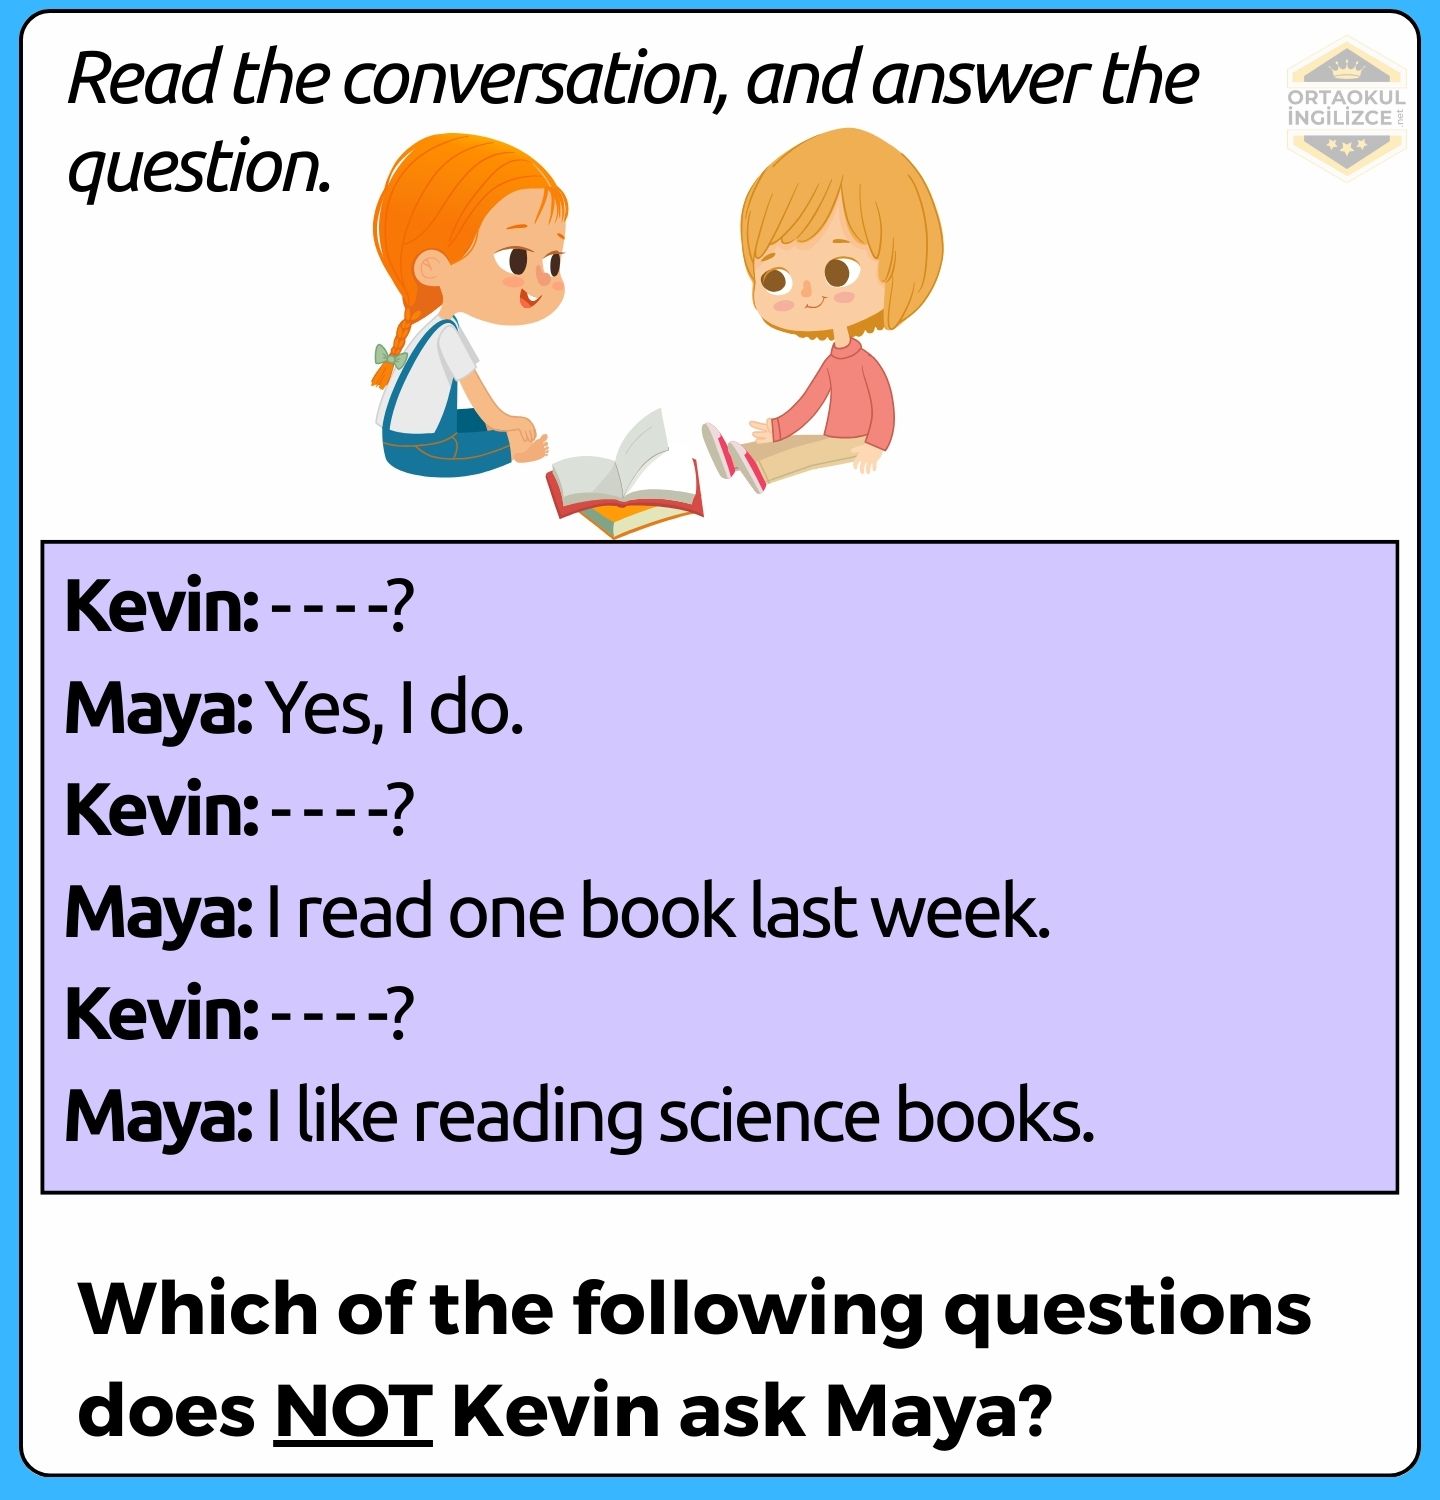 Read the conversation, and answer the
question.
ORTAOKUL
İNGİLİZCE
.net
Kevin: - - - -?
Maya: Yes, I do.
Kevin: - - - -?
Maya: I read one book last week.
Kevin: - - - -?
Maya: I like reading science books.
Which of the following questions
does NOT Kevin ask Maya?